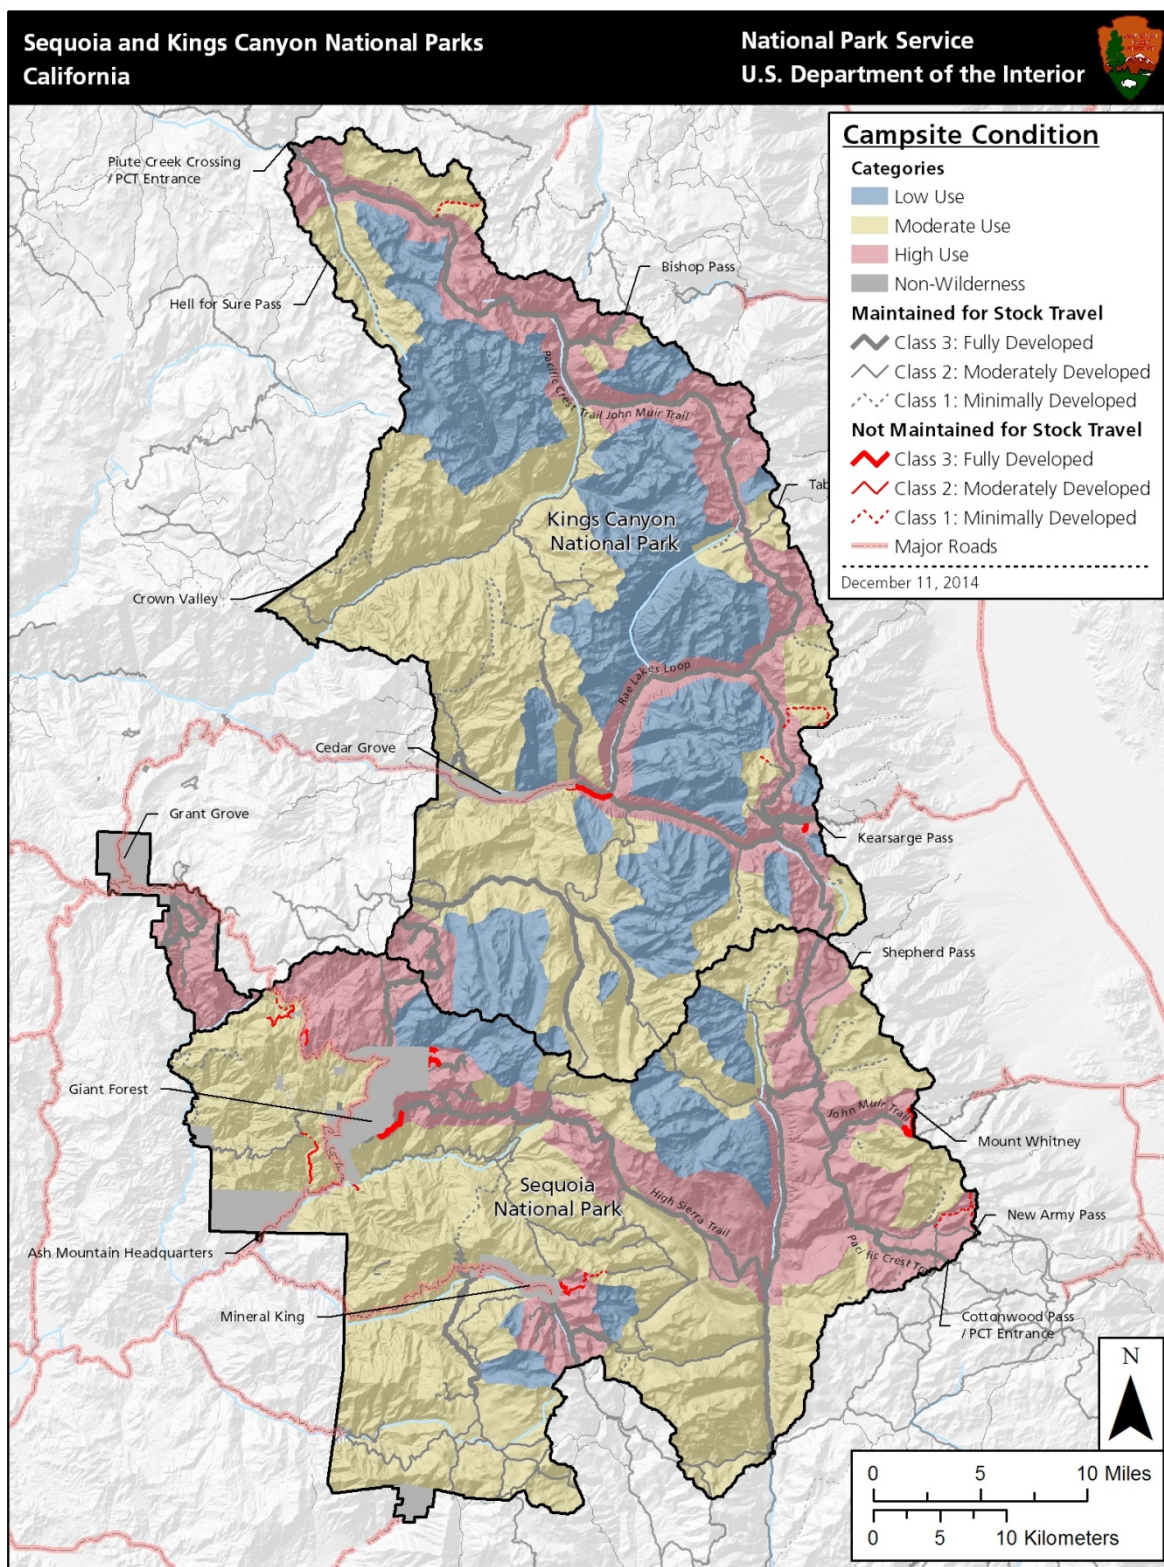 Sequoia and Kings Canyon National Parks
California
National Park Service
U.S. Department of the Interior
Campsite Condition
Categories
Low Use
Moderate Use
High Use
Non-Wilderness
Maintained for Stock Travel
Class 3: Fully Developed
Class 2: Moderately Developed
Class 1: Minimally Developed
Not Maintained for Stock Travel
Class 3: Fully Developed
Class 2: Moderately Developed
Class 1: Minimally Developed
Major Roads
December 11, 2014
Piute Creek Crossing
/ PCT Entrance
Bishop Pass
Hell for Sure Pass
Pacific Crest Trail John Muir Trail
Tab
Kings Canyon
National Park
Crown Valley
Rae Lakes Loop
Cedar Grove
Grant Grove
Kearsarge Pass
Shepherd Pass
Giant Forest
John Muir Trail
Mount Whitney
Sequoia
National Park
High Sierra Trail
New Army Pass
Ash Mountain Headquarters
Pacific Crest Trail
Mineral King
Cottonwood Pass
/ PCT Entrance
N
0 5 10 Miles
0 5 10 Kilometers